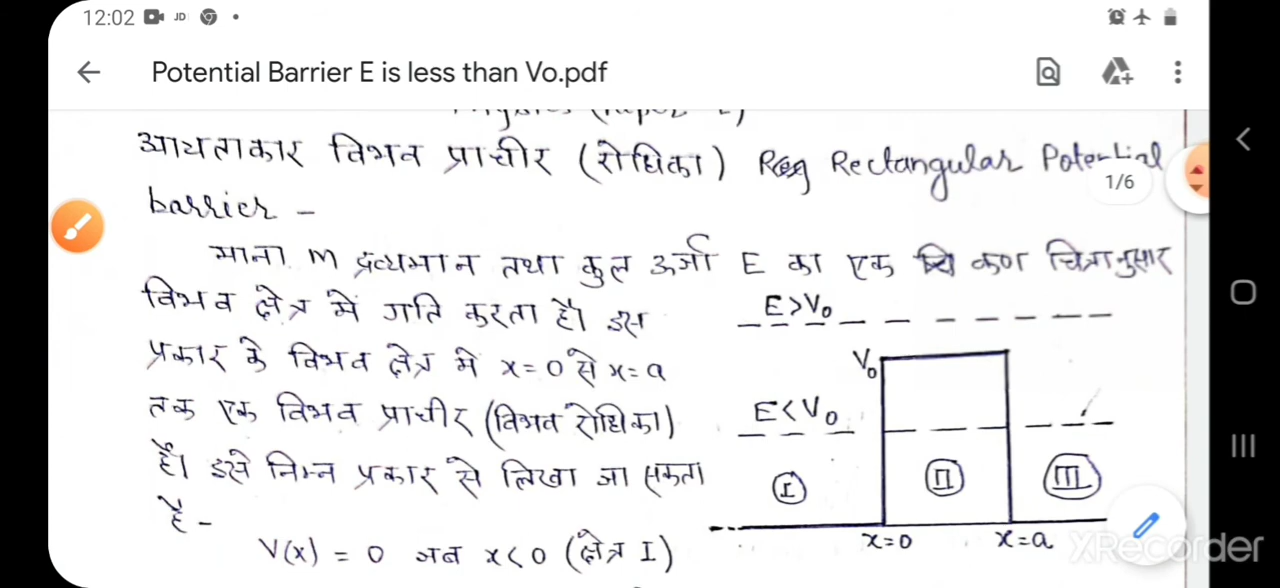 12:02 JD
Potential Barrier E is less than Vo.pdf
आयताकार विभव प्राचीर (रोधिका) Rectangular Potential
1/6
barrier -
माना m द्रव्यमान तथा कुल ऊर्जा E का एक कण चित्रानुसार
विभव क्षेत्र में गति करता है। इस
प्रकार के विभव क्षेत्र मे x=0 से x=a
तक एक विभव प्राचीर (विभव रोधिका)
है। इसे निम्न प्रकार से लिखा जा सकता
है -
V(x) = 0 जब x<0 (क्षेत्र I)
E>V₀
V₀
E<V₀
I II III
x=0 x=a
XRecorder